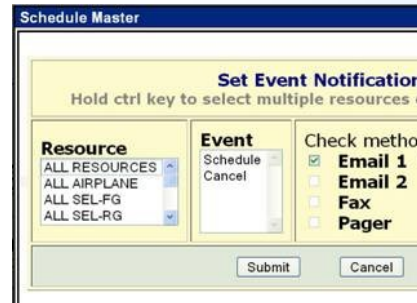 Schedule Master
Set Event Notification
Hold ctrl key to select multiple resources
Resource
ALL RESOURCES
ALL AIRPLANE
ALL SEL-FG
ALL SEL-RG
Event
Schedule
Cancel
Check metho
Email 1
Email 2
Fax
Pager
Submit
Cancel